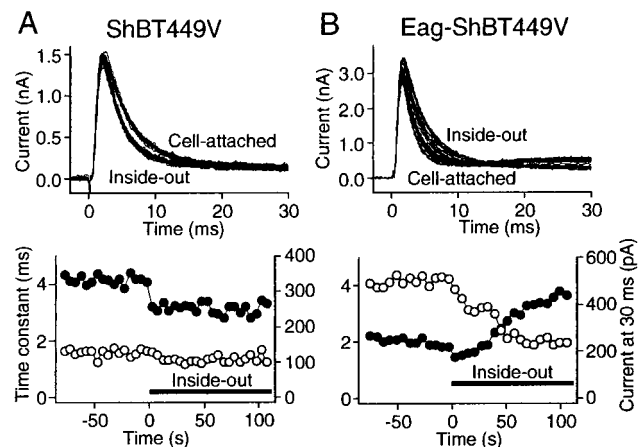 A ShBT449V
B Eag-ShBT449V
Current (nA)
1.5
1.0
0.5
0.0
Cell-attached
Inside-out
0 10 20 30
Time (ms)
Current (nA)
3.0
2.0
1.0
0.0
Inside-out
Cell-attached
0 10 20 30
Time (ms)
Time constant (ms)
4
2
0
400
300
200
100
0
Inside-out
-50 0 50 100
Time (s)
4
2
0
600
400
200
0
Current at 30 ms (pA)
Inside-out
-50 0 50 100
Time (s)